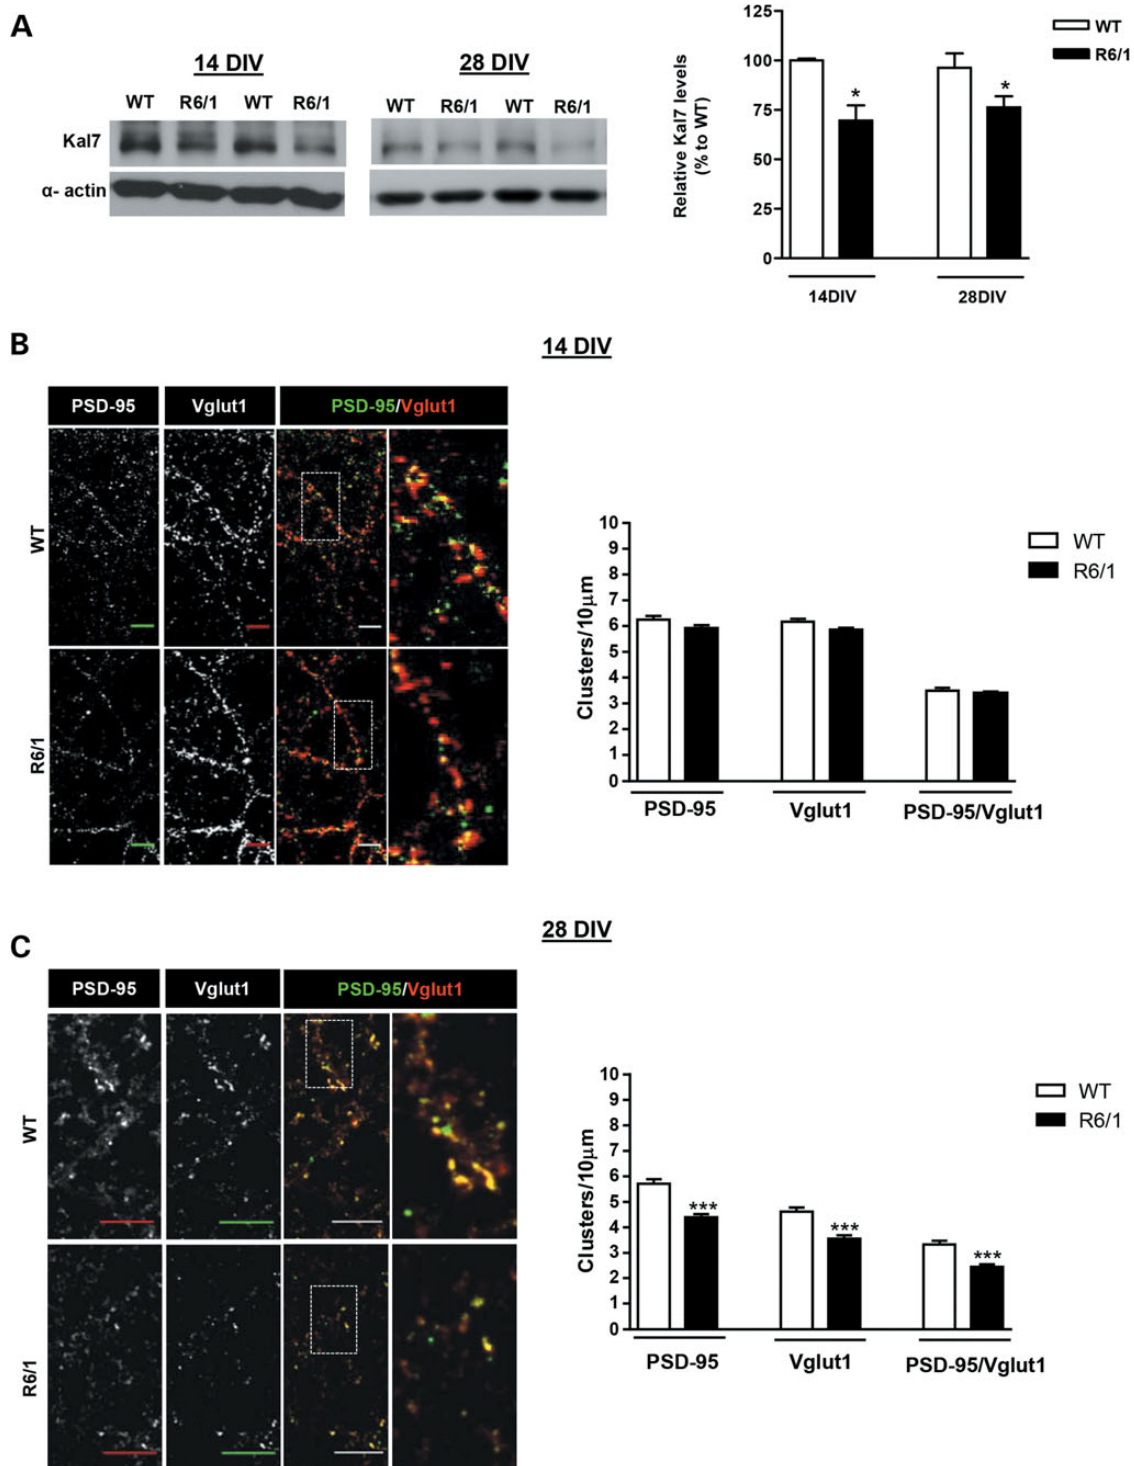 A
14 DIV
28 DIV
WT R6/1 WT R6/1
WT R6/1 WT R6/1
Kal7
α- actin
Relative Kal7 levels
(% to WT)
125
100
75
50
25
0
* *
14DIV 28DIV
WT
R6/1
B
14 DIV
PSD-95 Vglut1 PSD-95/Vglut1
WT
R6/1
Clusters/10μm
10
9
8
7
6
5
4
3
2
1
0
PSD-95 Vglut1 PSD-95/Vglut1
WT
R6/1
C
28 DIV
PSD-95 Vglut1 PSD-95/Vglut1
WT
R6/1
Clusters/10μm
10
9
8
7
6
5
4
3
2
1
0
*** *** ***
PSD-95 Vglut1 PSD-95/Vglut1
WT
R6/1